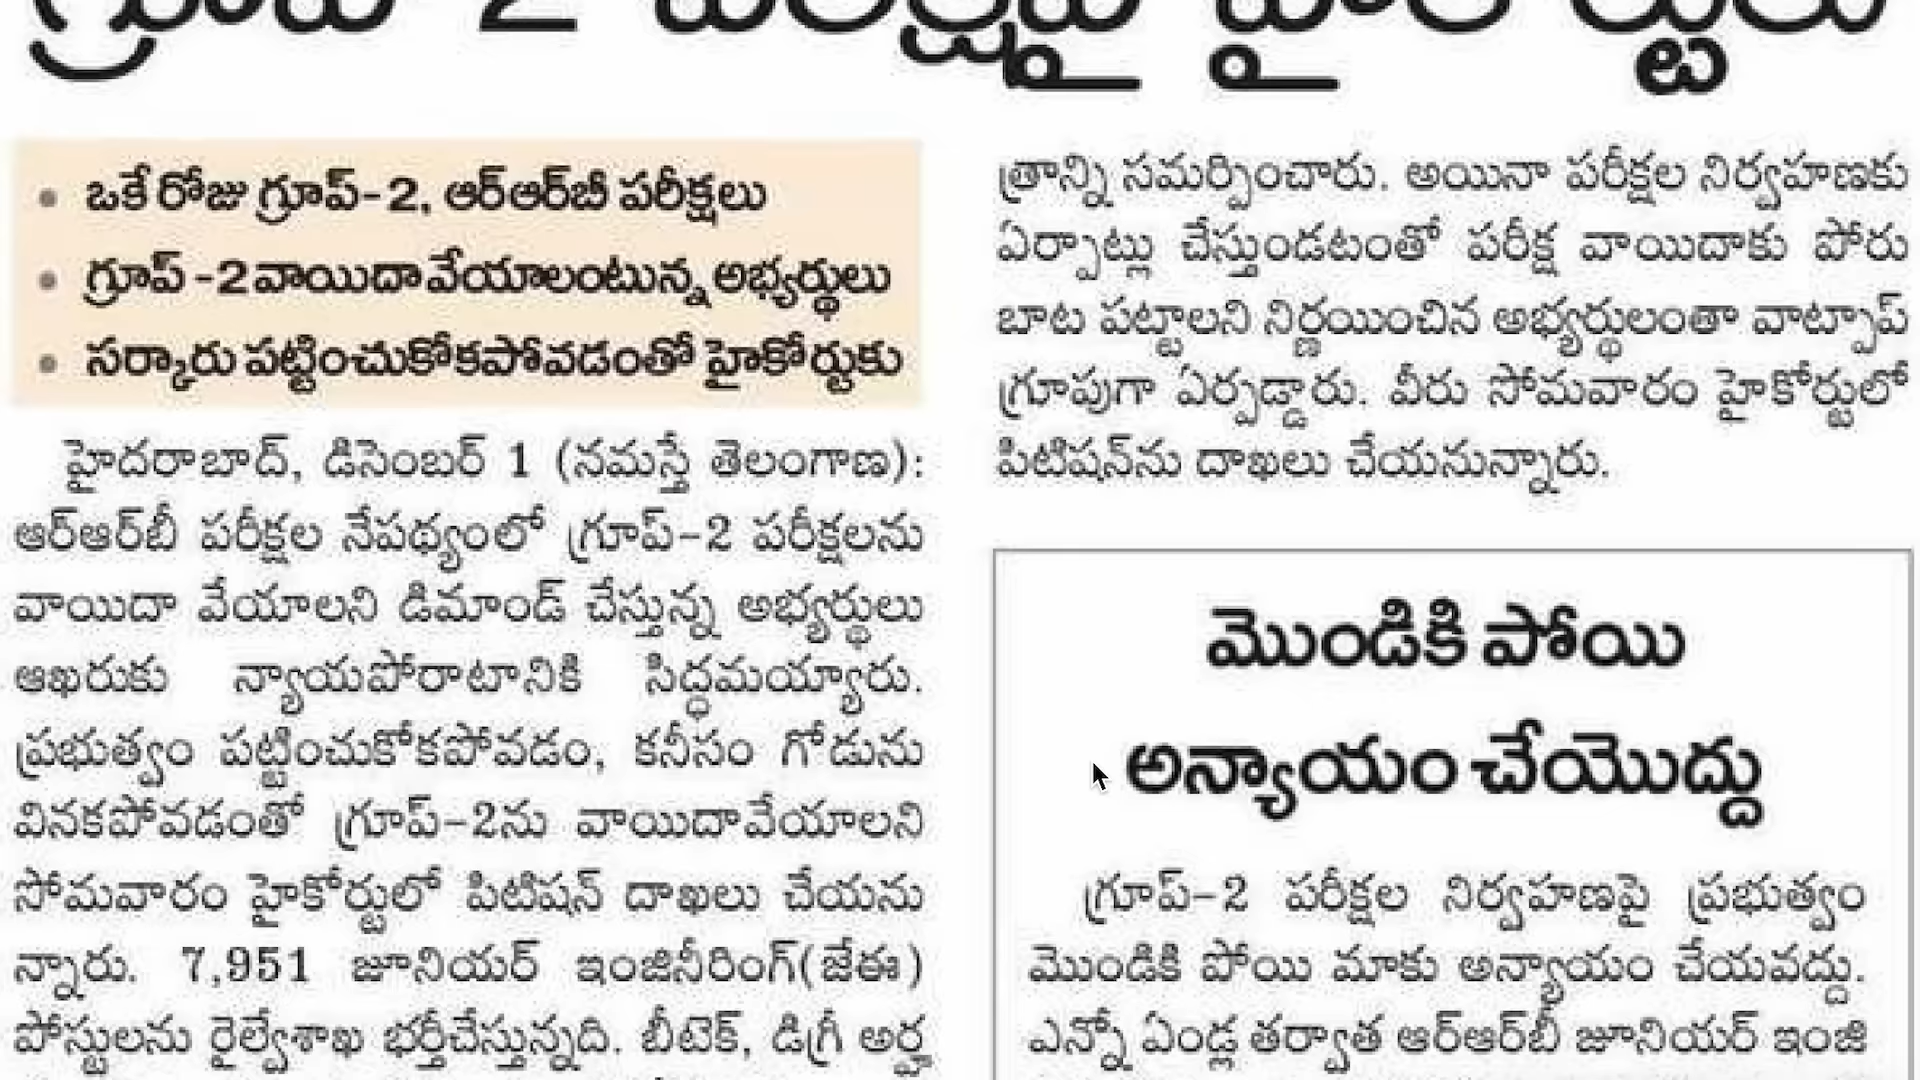 గ్రూప్ 2 పరీక్షపై హైకోర్టుకు
• ఒకే రోజు గ్రూప్-2, ఆర్ఆర్‌బీ పరీక్షలు
• గ్రూప్ -2 వాయిదా వేయాలంటున్న అభ్యర్థులు
• సర్కారు పట్టించుకోకపోవడంతో హైకోర్టుకు
హైదరాబాద్, డిసెంబర్ 1 (నమస్తే తెలంగాణ):
ఆర్ఆర్‌బీ పరీక్షల నేపథ్యంలో గ్రూప్-2 పరీక్షలను
వాయిదా వేయాలని డిమాండ్ చేస్తున్న అభ్యర్థులు
ఆఖరుకు న్యాయపోరాటానికి సిద్ధమయ్యారు.
ప్రభుత్వం పట్టించుకోకపోవడం, కనీసం గోడును
వినకపోవడంతో గ్రూప్-2ను వాయిదావేయాలని
సోమవారం హైకోర్టులో పిటిషన్ దాఖలు చేయను
న్నారు. 7,951 జూనియర్ ఇంజినీరింగ్(జేఈ)
పోస్టులను రైల్వేశాఖ భర్తీచేస్తున్నది. బీటెక్, డిగ్రీ అర్హ
త్రాన్ని సమర్పించారు. అయినా పరీక్షల నిర్వహణకు
ఏర్పాట్లు చేస్తుండటంతో పరీక్ష వాయిదాకు పోరు
బాట పట్టాలని నిర్ణయించిన అభ్యర్థులంతా వాట్సాప్
గ్రూపుగా ఏర్పడ్డారు. వీరు సోమవారం హైకోర్టులో
పిటిషన్‌ను దాఖలు చేయనున్నారు.
మొండికి పోయి
అన్యాయం చేయొద్దు
గ్రూప్-2 పరీక్షల నిర్వహణపై ప్రభుత్వం
మొండికి పోయి మాకు అన్యాయం చేయవద్దు.
ఎన్నో ఏండ్ల తర్వాత ఆర్ఆర్‌బీ జూనియర్ ఇంజి